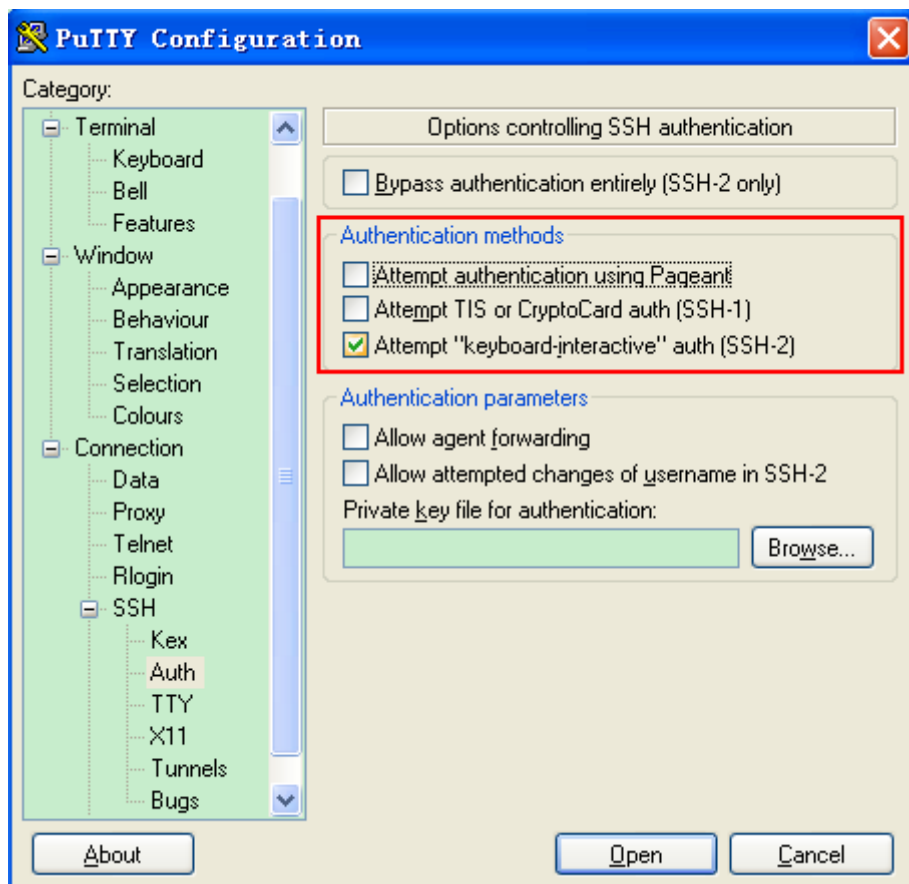 PuTTY Configuration
Category:
Terminal
Keyboard
Bell
Features
Window
Appearance
Behaviour
Translation
Selection
Colours
Connection
Data
Proxy
Telnet
Rlogin
SSH
Kex
Auth
TTY
X11
Tunnels
Bugs
Options controlling SSH authentication
Bypass authentication entirely (SSH-2 only)
Authentication methods
Attempt authentication using Pageant
Attempt TIS or CryptoCard auth (SSH-1)
Attempt "keyboard-interactive" auth (SSH-2)
Authentication parameters
Allow agent forwarding
Allow attempted changes of username in SSH-2
Private key file for authentication:
Browse...
About
Open
Cancel